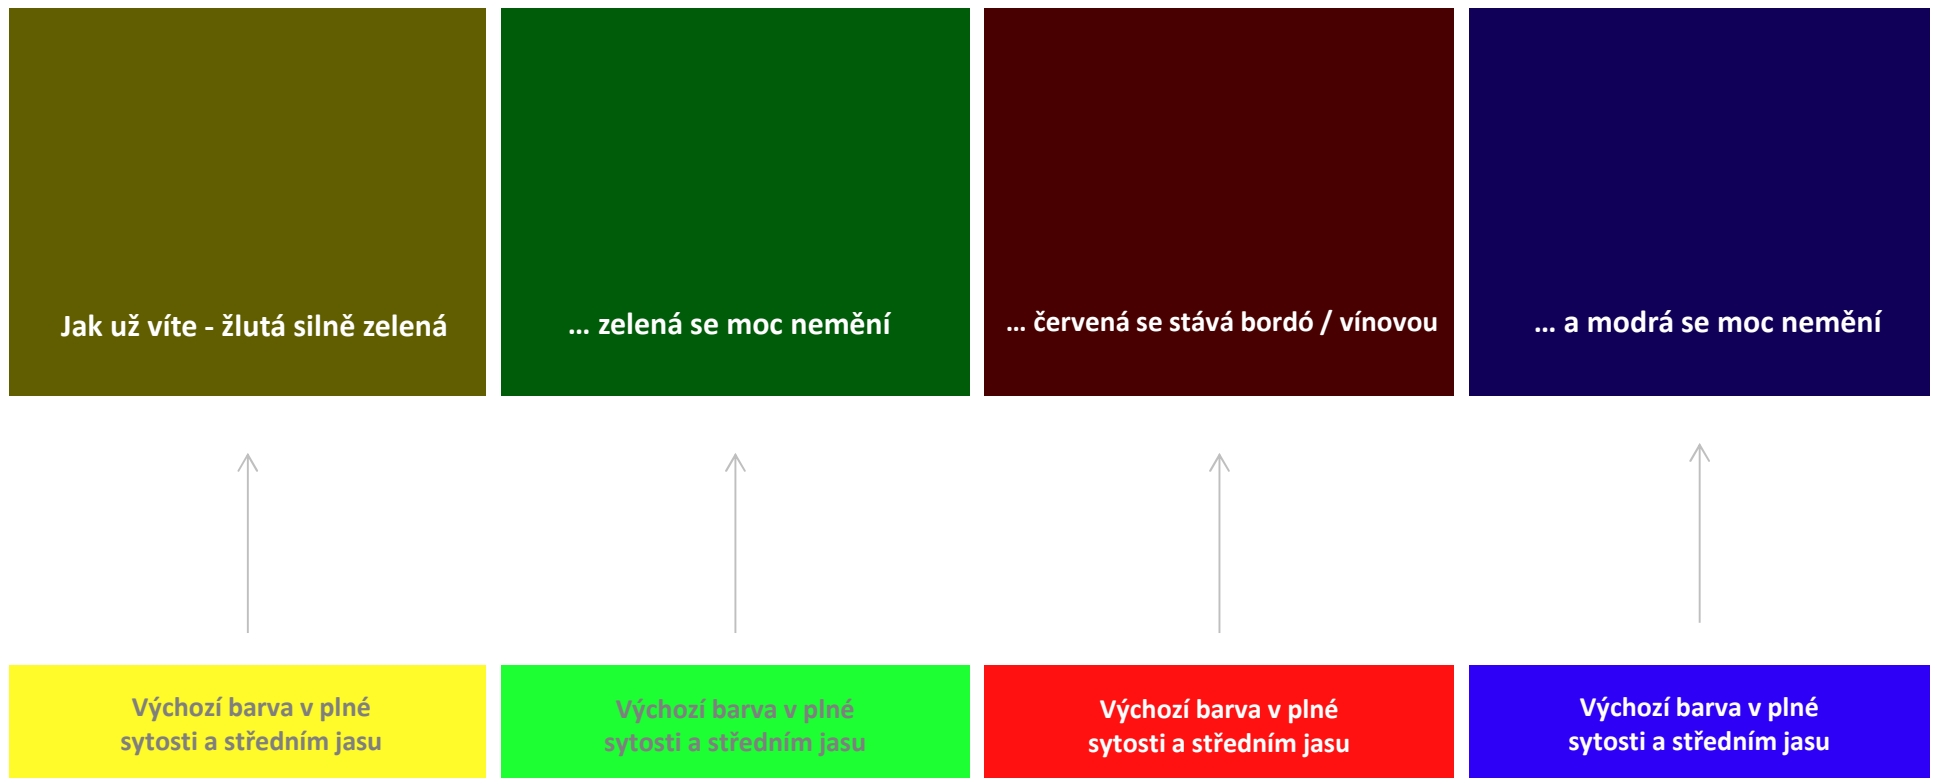 Jak už víte - žlutá silně zelená
... zelená se moc nemění
... červená se stává bordó / vínovou
... a modrá se moc nemění
Výchozí barva v plné
sytosti a středním jasu
Výchozí barva v plné
sytosti a středním jasu
Výchozí barva v plné
sytosti a středním jasu
Výchozí barva v plné
sytosti a středním jasu